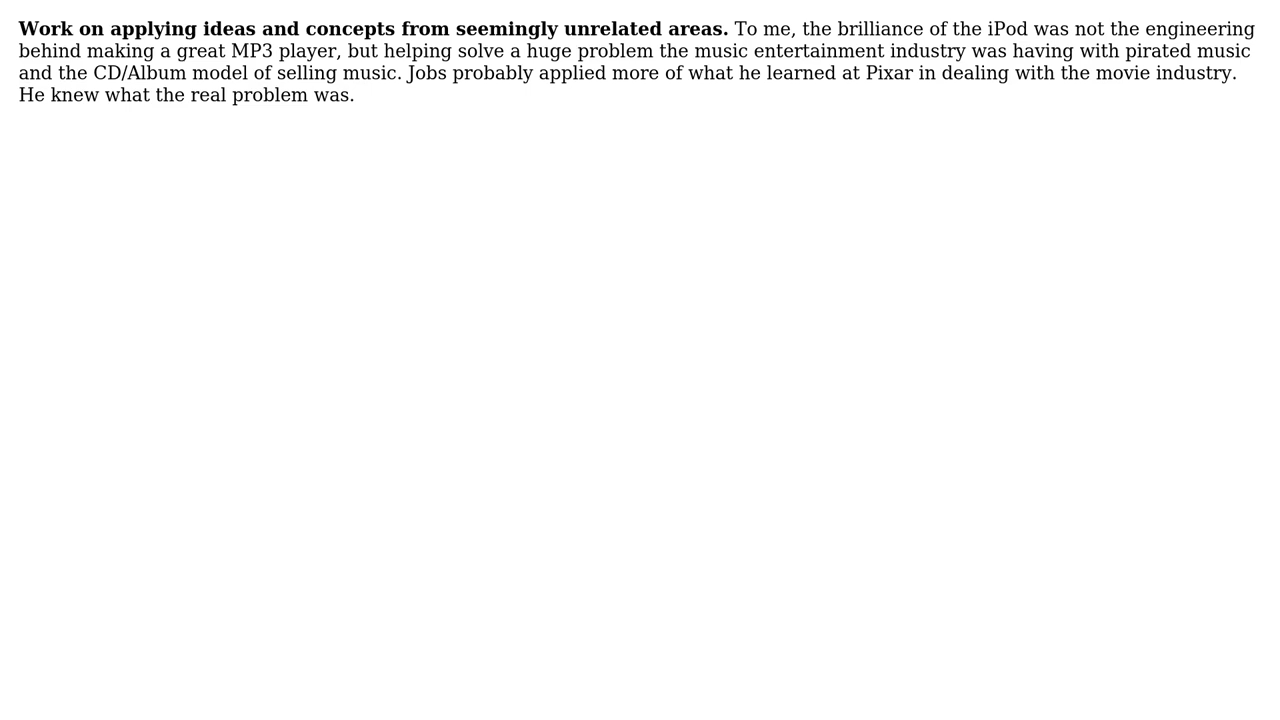 Work on applying ideas and concepts from seemingly unrelated areas. To me, the brilliance of the iPod was not the engineering
behind making a great MP3 player, but helping solve a huge problem the music entertainment industry was having with pirated music
and the CD/Album model of selling music. Jobs probably applied more of what he learned at Pixar in dealing with the movie industry.
He knew what the real problem was.